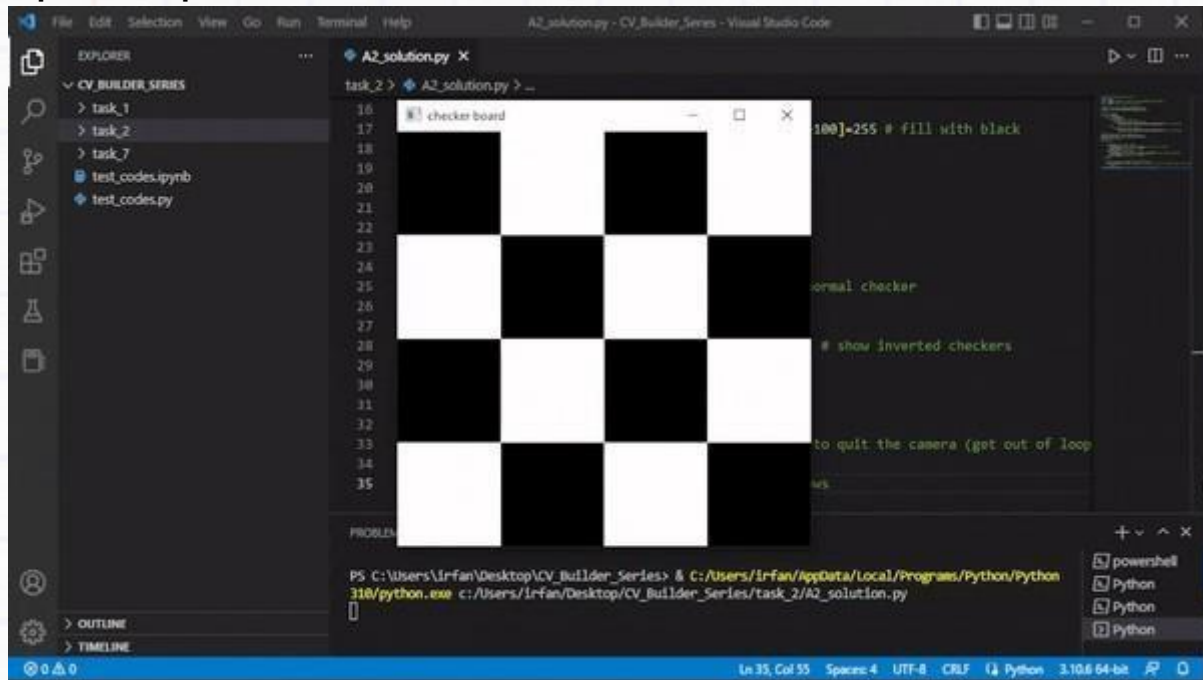 File Edit Selection View Go Run Terminal Help
A2_solution.py - CV_Builder_Series - Visual Studio Code
EXPLORER
CV_BUILDER_SERIES
task_1
task_2
task_7
test_codes.ipynb
test_codes.py
OUTLINE
TIMELINE
A2_solution.py
task_2 > A2_solution.py > ...
checker board
16
17 100]=255 # fill with black
18
19
20
21
22
23
24
25 ormal checker
26
27
28 # show inverted checkers
29
30
31
32
33 to quit the camera (get out of loop
34
35 ws
PROBLEM
PS C:\Users\irfan\Desktop\CV_Builder_Series> & C:/Users/irfan/AppData/Local/Programs/Python/Python
310/python.exe c:/Users/irfan/Desktop/CV_Builder_Series/task_2/A2_solution.py
powershell
Python
Python
Python
0 0
Ln 35, Col 55 Spaces: 4 UTF-8 CRLF Python 3.10.6 64-bit